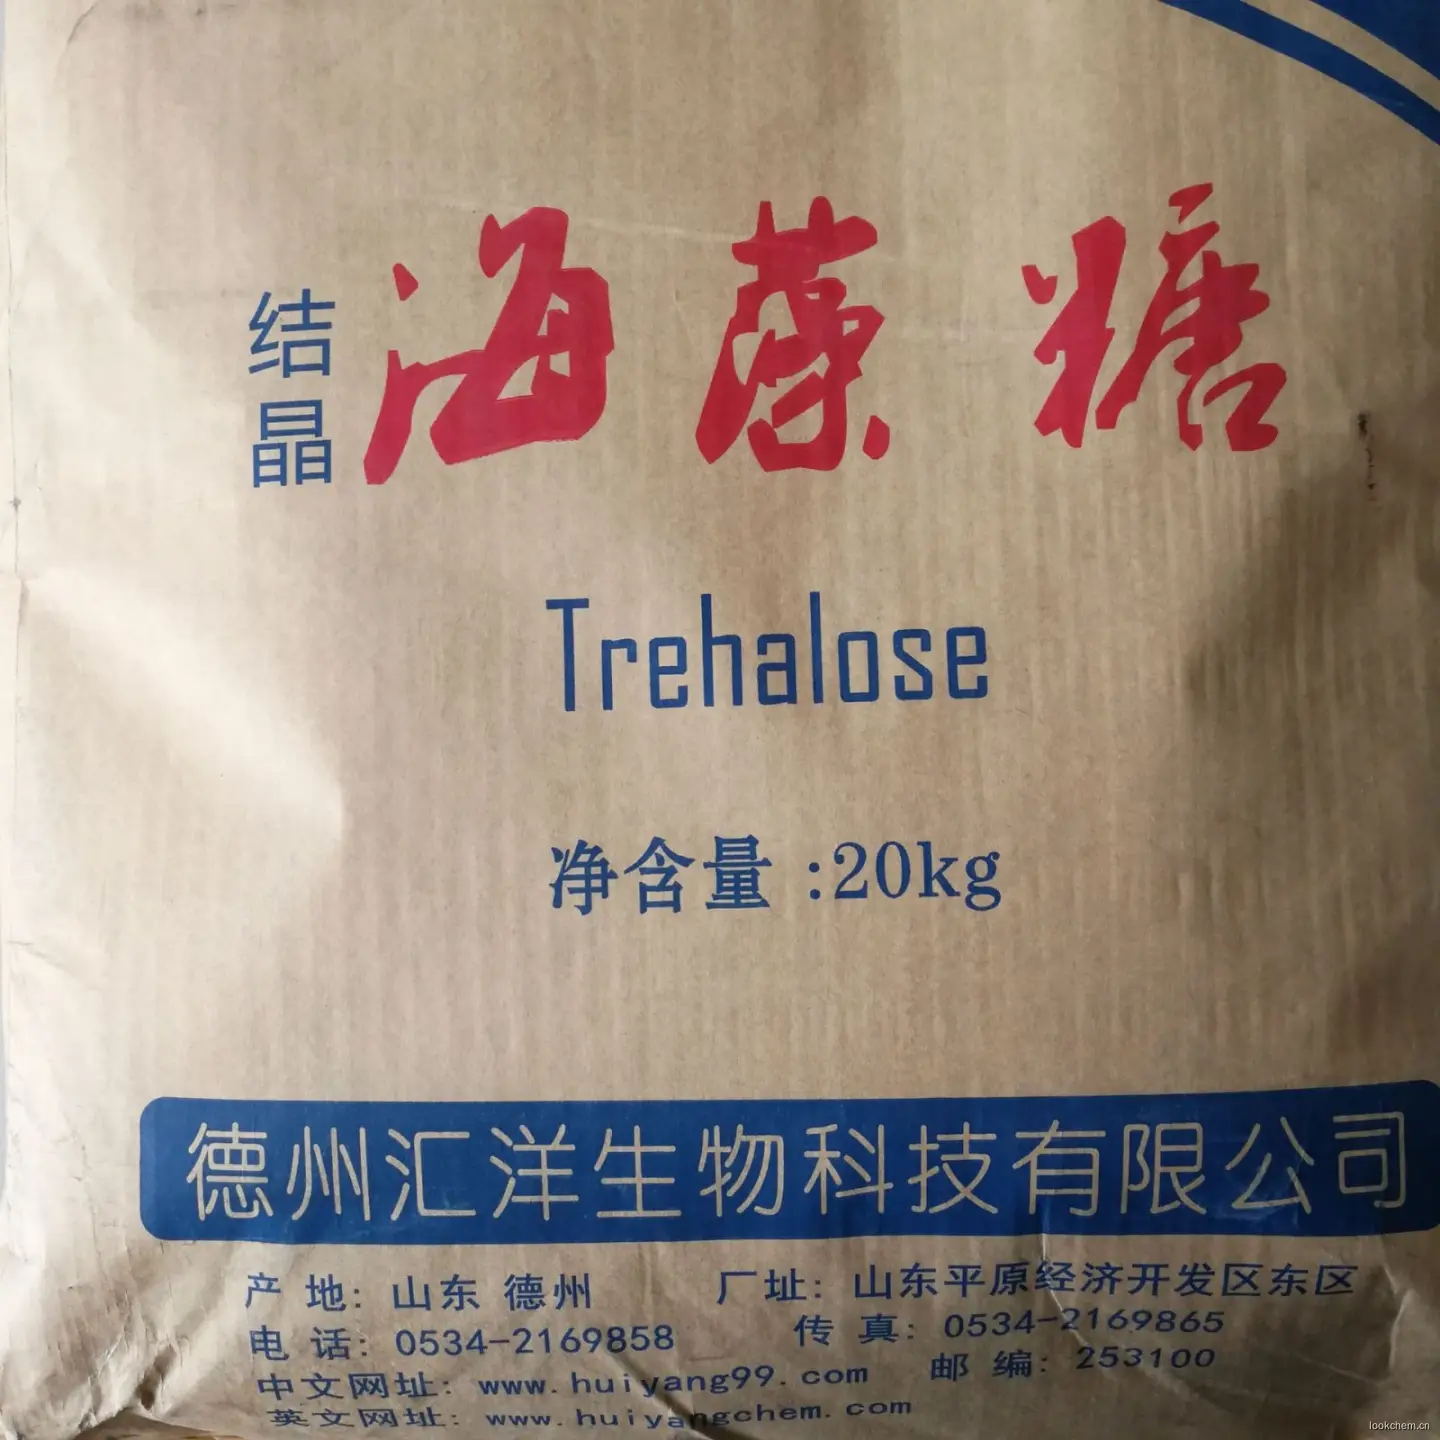 结晶
海藻糖
Trehalose
净含量:20kg
德州汇洋生物科技有限公司
产 地: 山东 德州 厂址: 山东平原经济开发区东区
电 话: 0534-2169858 传 真: 0534-2169865
中文网址: www.huiyang99.com 邮 编: 253100
英文网址: www.huiyangchem.com
lookchem.cn